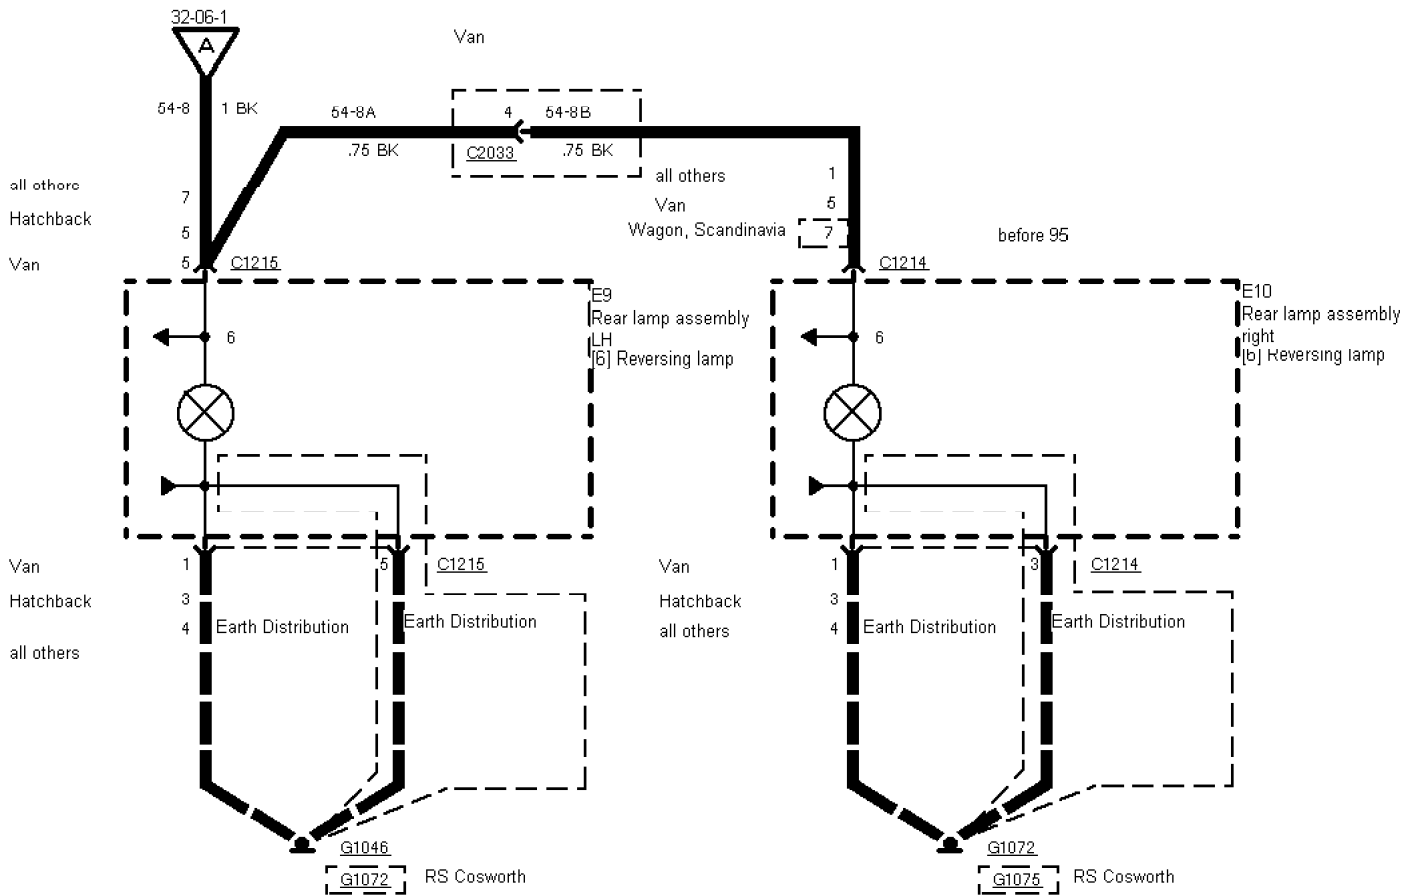 32-06-1
A
Van
54-8
1 BK
54-8A
4
54-8B
.75 BK
C2033
.75 BK
all others
7
Hatchback
5
Van
5
C1215
all others
1
Van
5
Wagon, Scandinavia
7
before 95
C1214
E9
Rear lamp assembly
LH
[6] Reversing lamp
6
E10
Rear lamp assembly
right
[6] Reversing lamp
6
Van
1
5
C1215
Hatchback
3
4
Earth Distribution
Earth Distribution
all others
Van
1
3
C1214
Hatchback
3
all others
4
Earth Distribution
Earth Distribution
G1046
G1072
RS Cosworth
G1072
G1075
RS Cosworth